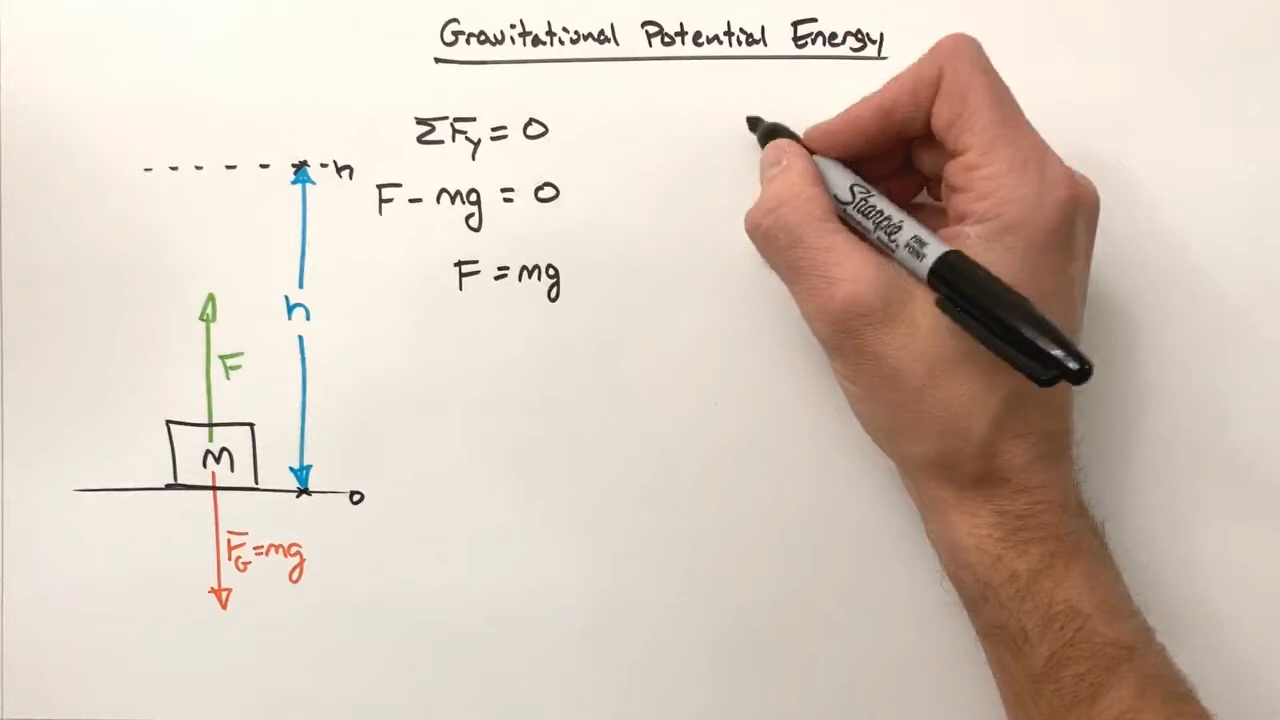 Gravitational Potential Energy
ΣFy = 0
F - mg = 0
F = mg
h
h
F
m
0
FG = mg
Sharpie
FINE POINT